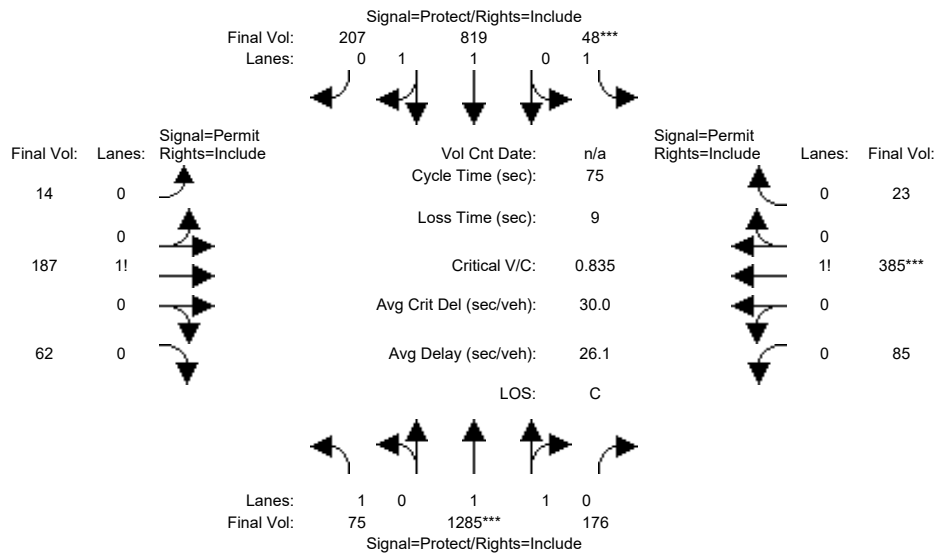 Signal=Protect/Rights=Include
Final Vol: 207 819 48***
Lanes: 0 1 1 0 1
Signal=Permit
Final Vol: Lanes: Rights=Include
Vol Cnt Date: n/a
Signal=Permit
Rights=Include Lanes: Final Vol:
Cycle Time (sec): 75
14 0
0 23
Loss Time (sec): 9
0
0
187 1!
Critical V/C: 0.835
1! 385***
0
Avg Crit Del (sec/veh): 30.0
0
62 0
Avg Delay (sec/veh): 26.1
0 85
LOS: C
Lanes: 1 0 1 1 0
Final Vol: 75 1285*** 176
Signal=Protect/Rights=Include